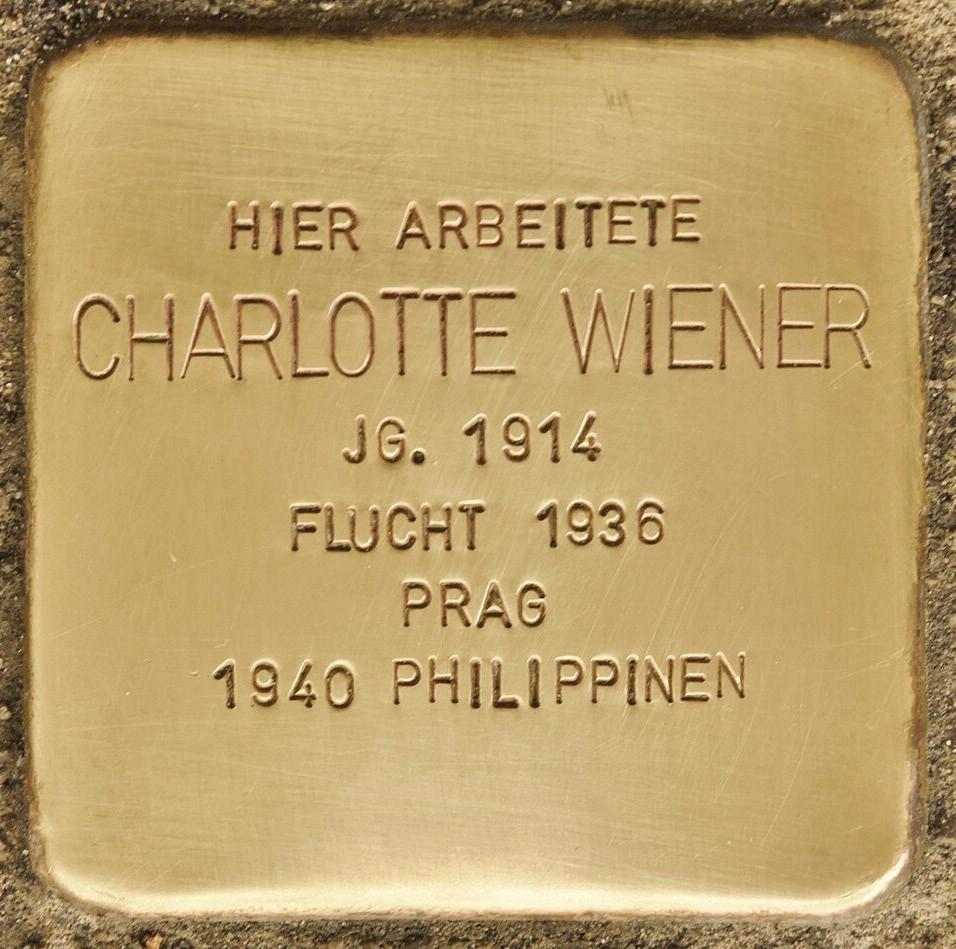 HIER ARBEITETE
CHARLOTTE WIENER
JG. 1914
FLUCHT 1936
PRAG
1940 PHILIPPINEN